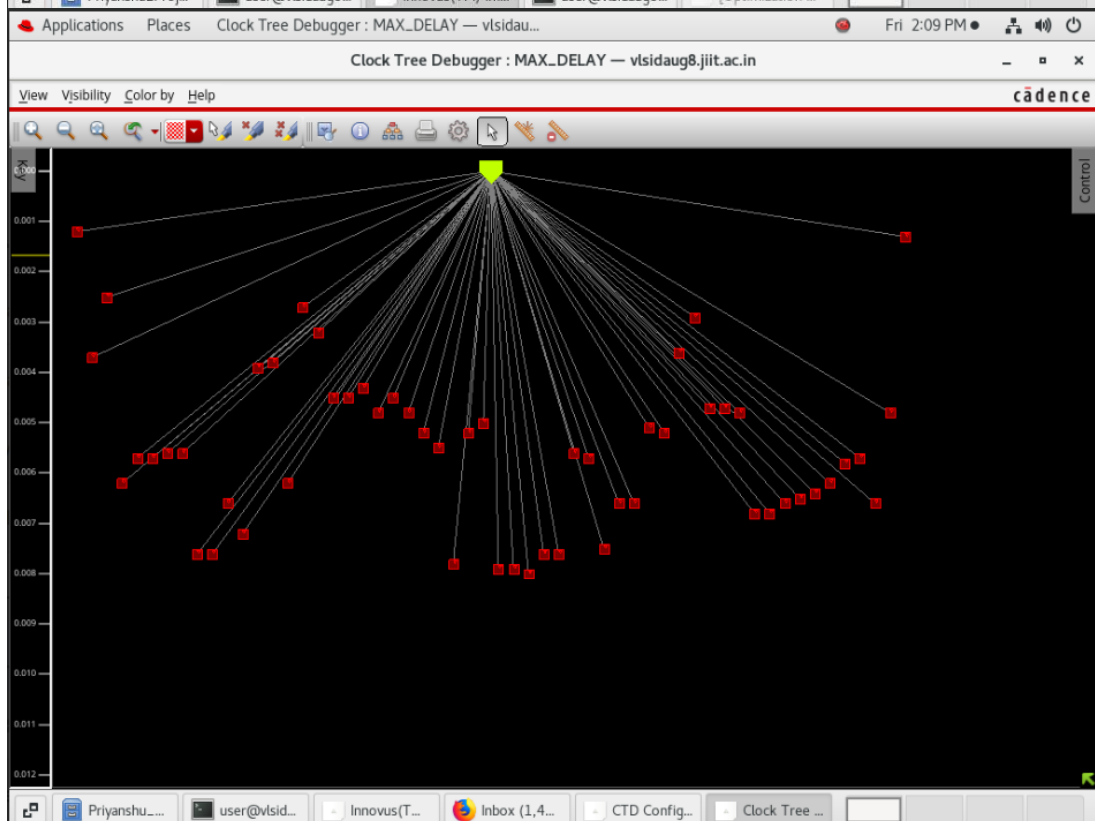 Applications Places Clock Tree Debugger : MAX_DELAY — vlsidau... Fri 2:09 PM
Clock Tree Debugger : MAX_DELAY — vlsidaug8.jiit.ac.in
View Visibility Color by Help cādence
Key
Control
0.000
0.001
0.002
0.003
0.004
0.005
0.006
0.007
0.008
0.009
0.010
0.011
0.012
Priyanshu_... user@vlsid... Innovus(T... Inbox (1,4... CTD Config... Clock Tree ...